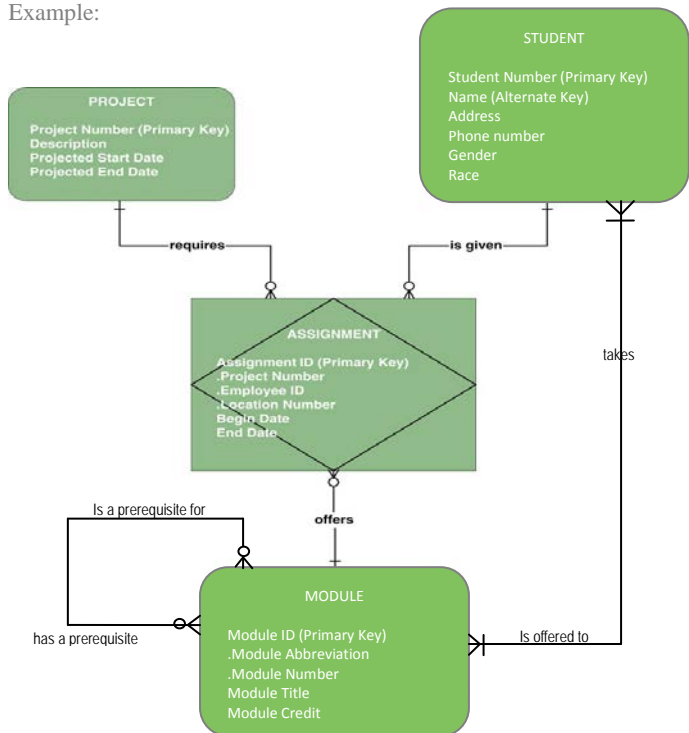 Example:
STUDENT
Student Number (Primary Key)
Name (Alternate Key)
Address
Phone number
Gender
Race
PROJECT
Project Number (Primary Key)
Description
Projected Start Date
Projected End Date
requires
is given
ASSIGNMENT
Assignment ID (Primary Key)
.Project Number
.Employee ID
.Location Number
Begin Date
End Date
takes
Is a prerequisite for
offers
has a prerequisite
MODULE
Module ID (Primary Key)
.Module Abbreviation
.Module Number
Module Title
Module Credit
Is offered to